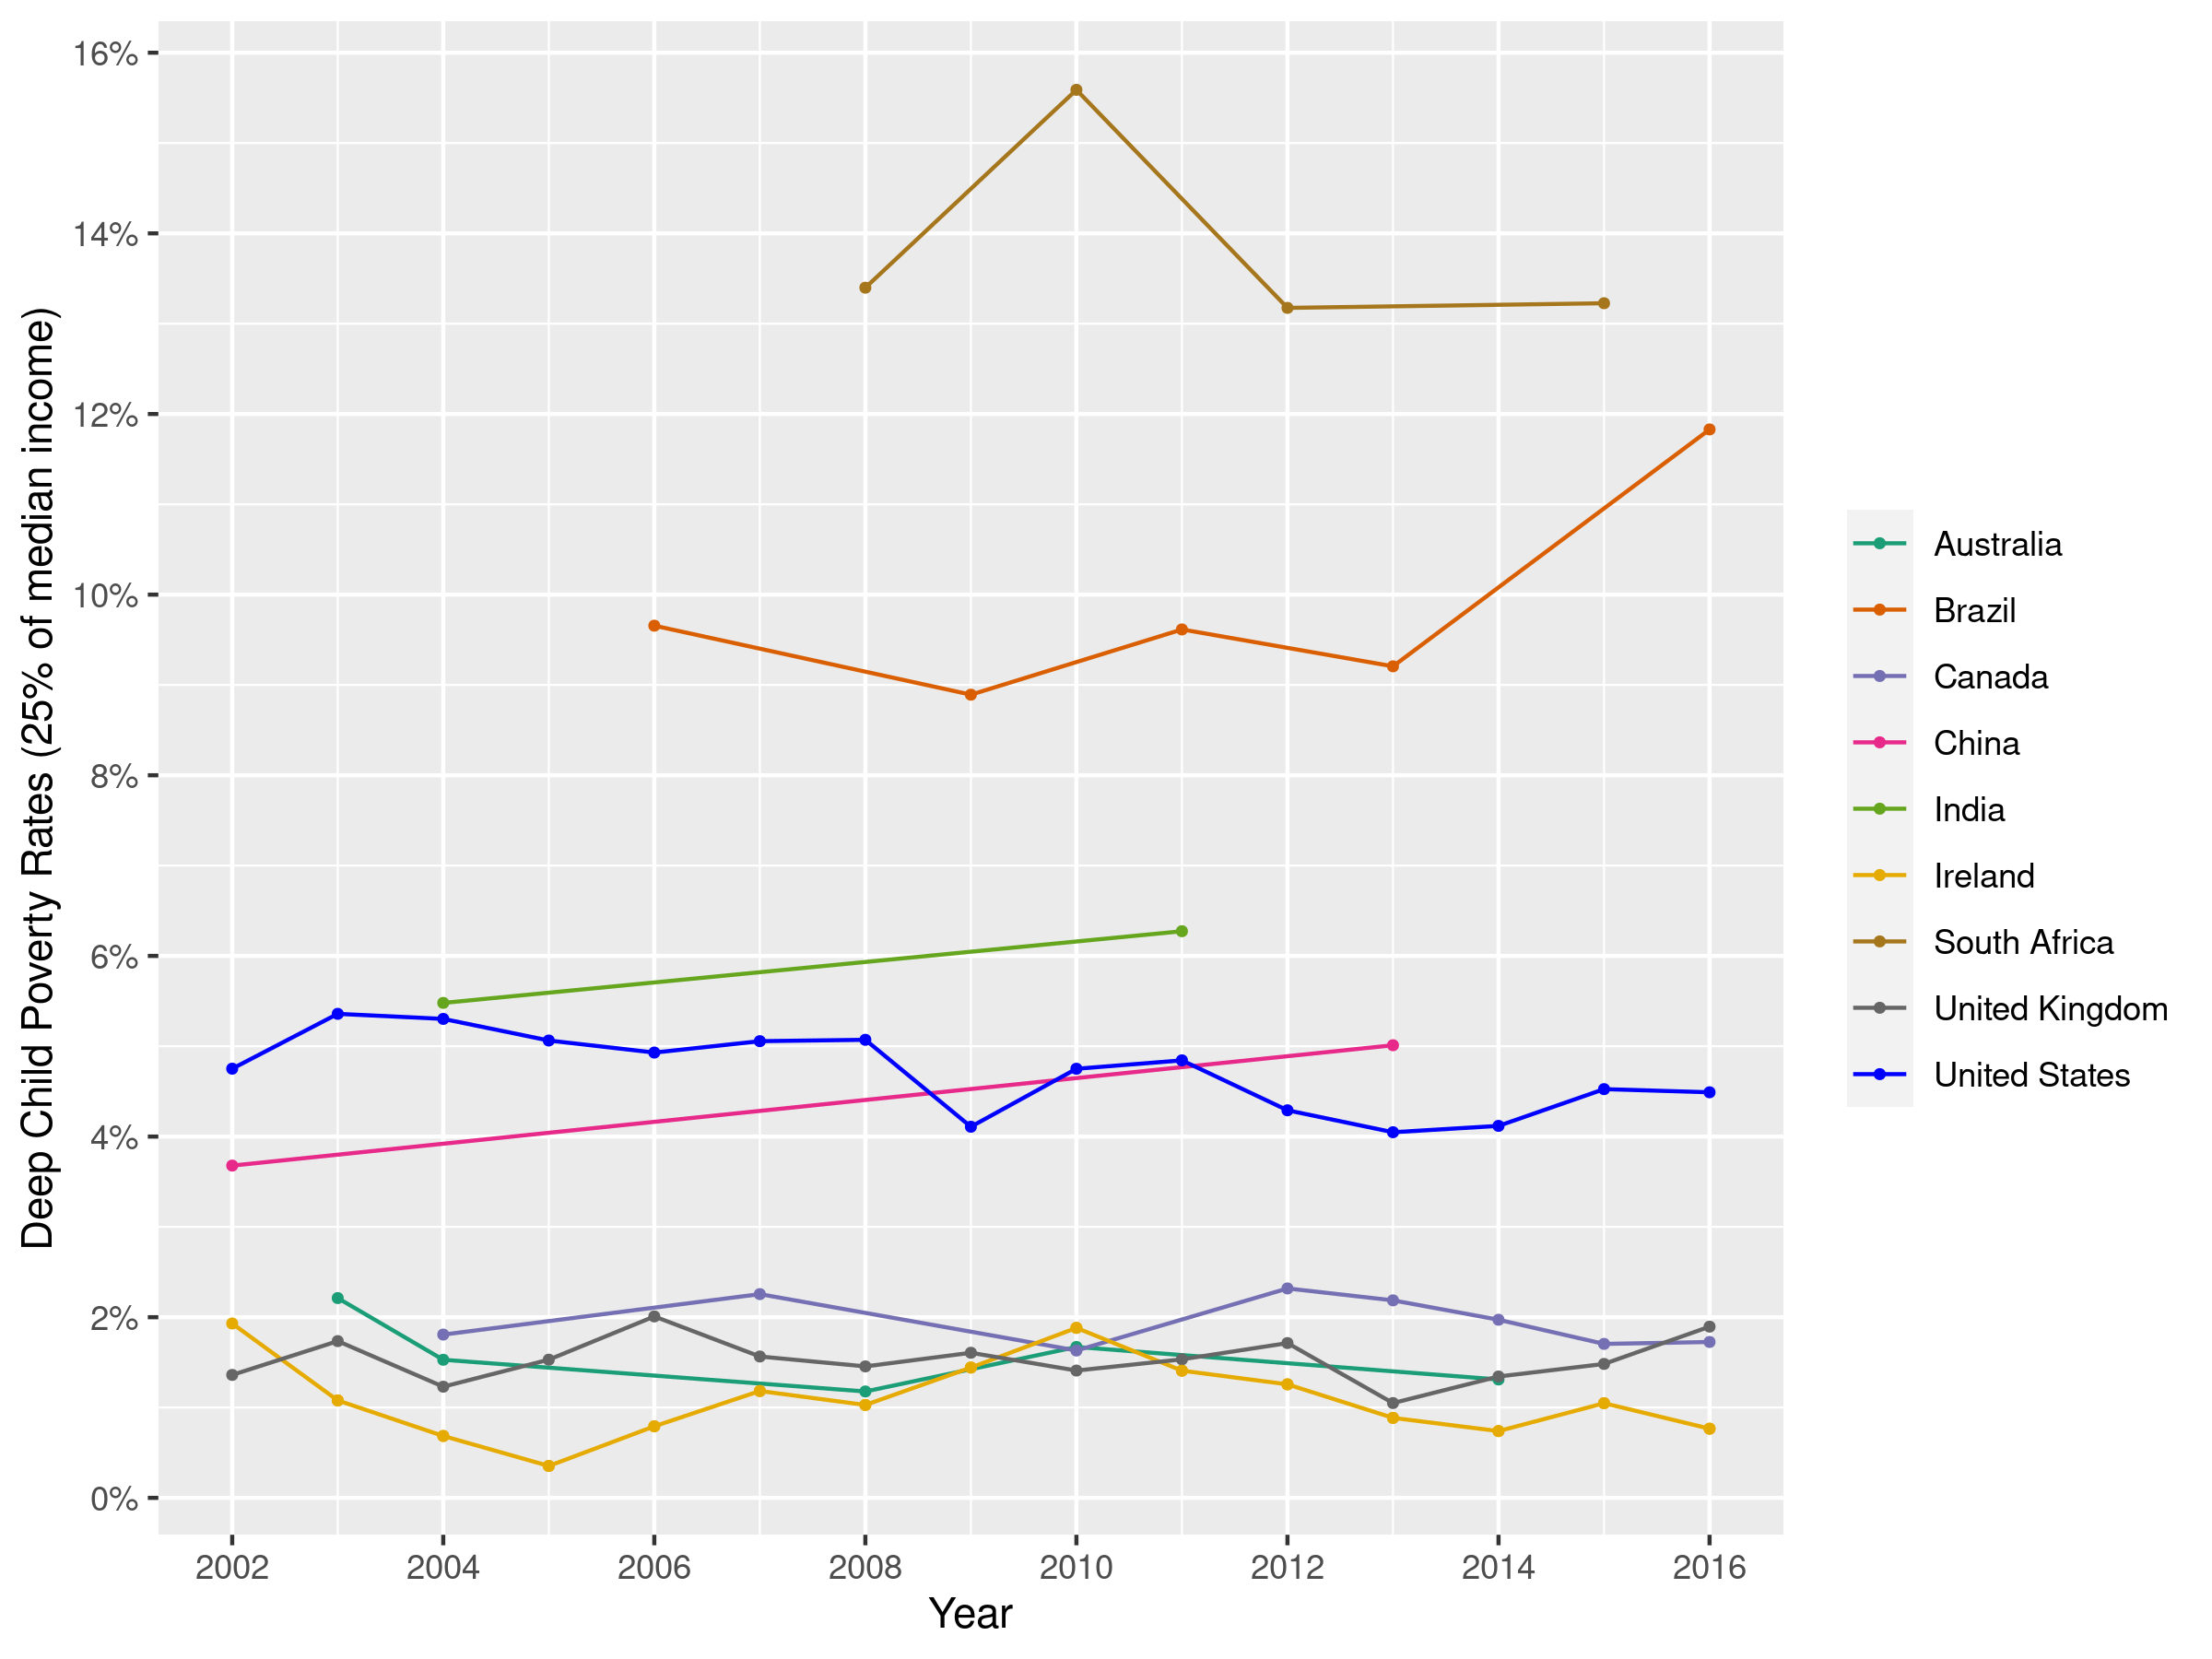 Deep Child Poverty Rates (25% of median income)
16%
14%
12%
10%
8%
6%
4%
2%
0%
2002 2004 2006 2008 2010 2012 2014 2016
Year
Australia
Brazil
Canada
China
India
Ireland
South Africa
United Kingdom
United States